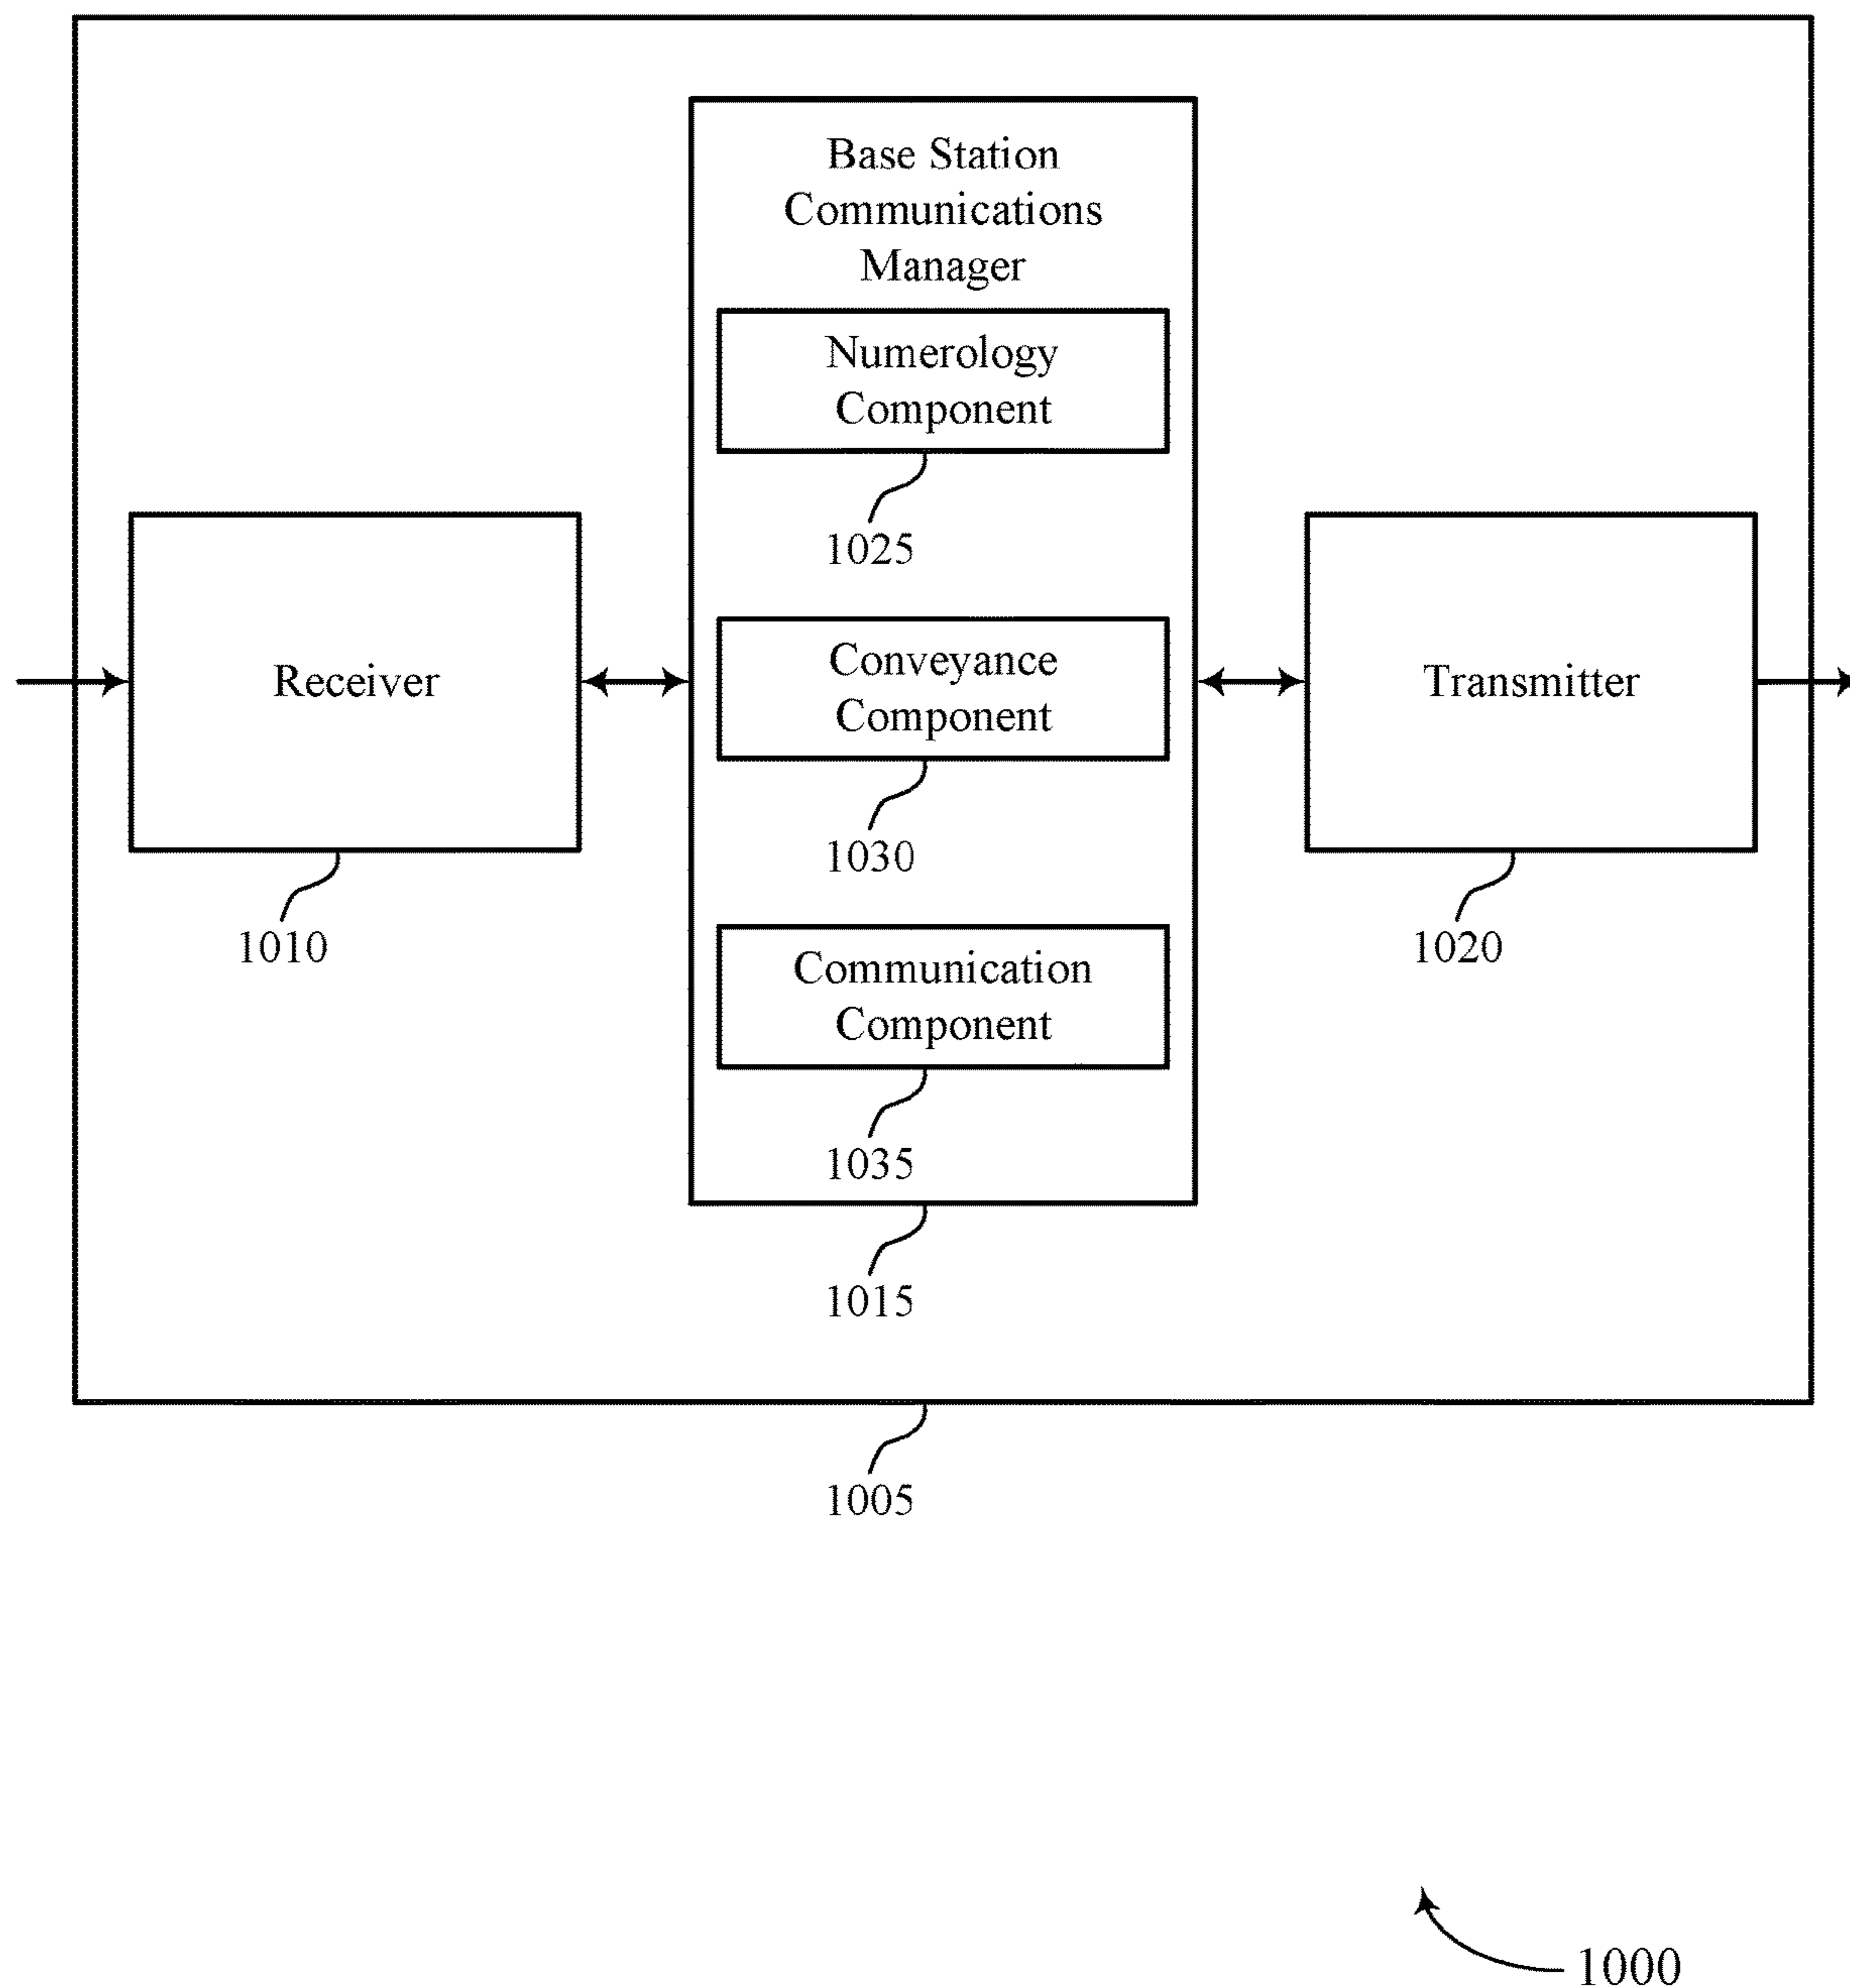 Base Station
Communications
Manager
Numerology
Component
1025
Receiver
Conveyance
Component
Transmitter
1030
1010
1020
Communication
Component
1035
1015
1005
1000